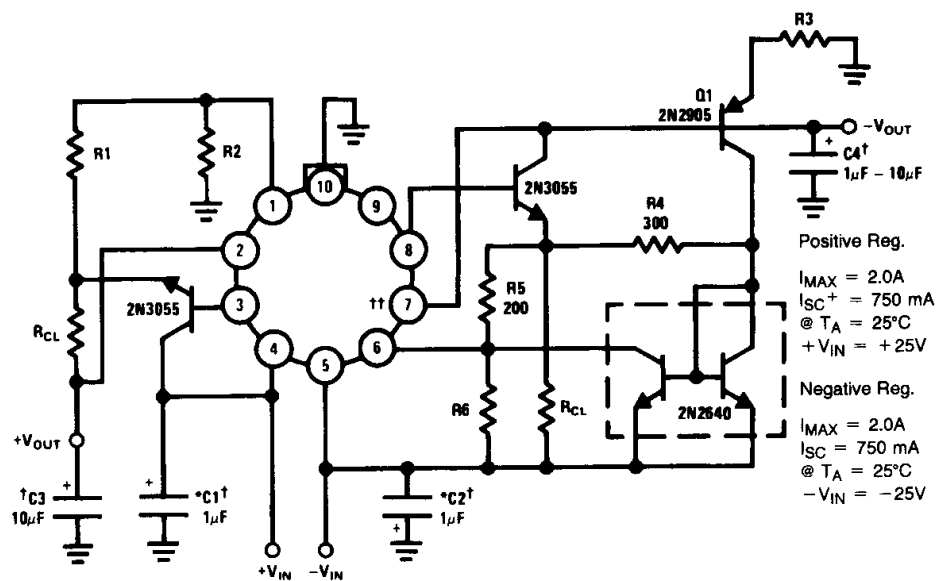 R3
Q1
2N2905
−VOUT
C4†
1μF – 10μF
R1
R2
10
1
9
2N3055
2
8
R4
300
Positive Reg.
IMAX = 2.0A
ISC+ = 750 mA
@ TA = 25°C
+VIN = +25V
2N3055
3
††
7
R5
200
RCL
4
5
6
R6
RCL
2N2640
Negative Reg.
IMAX = 2.0A
ISC = 750 mA
@ TA = 25°C
−VIN = −25V
+VOUT
+
†C3
10μF
+
*C1†
1μF
*C2†
1μF
+
+
+VIN
−VIN